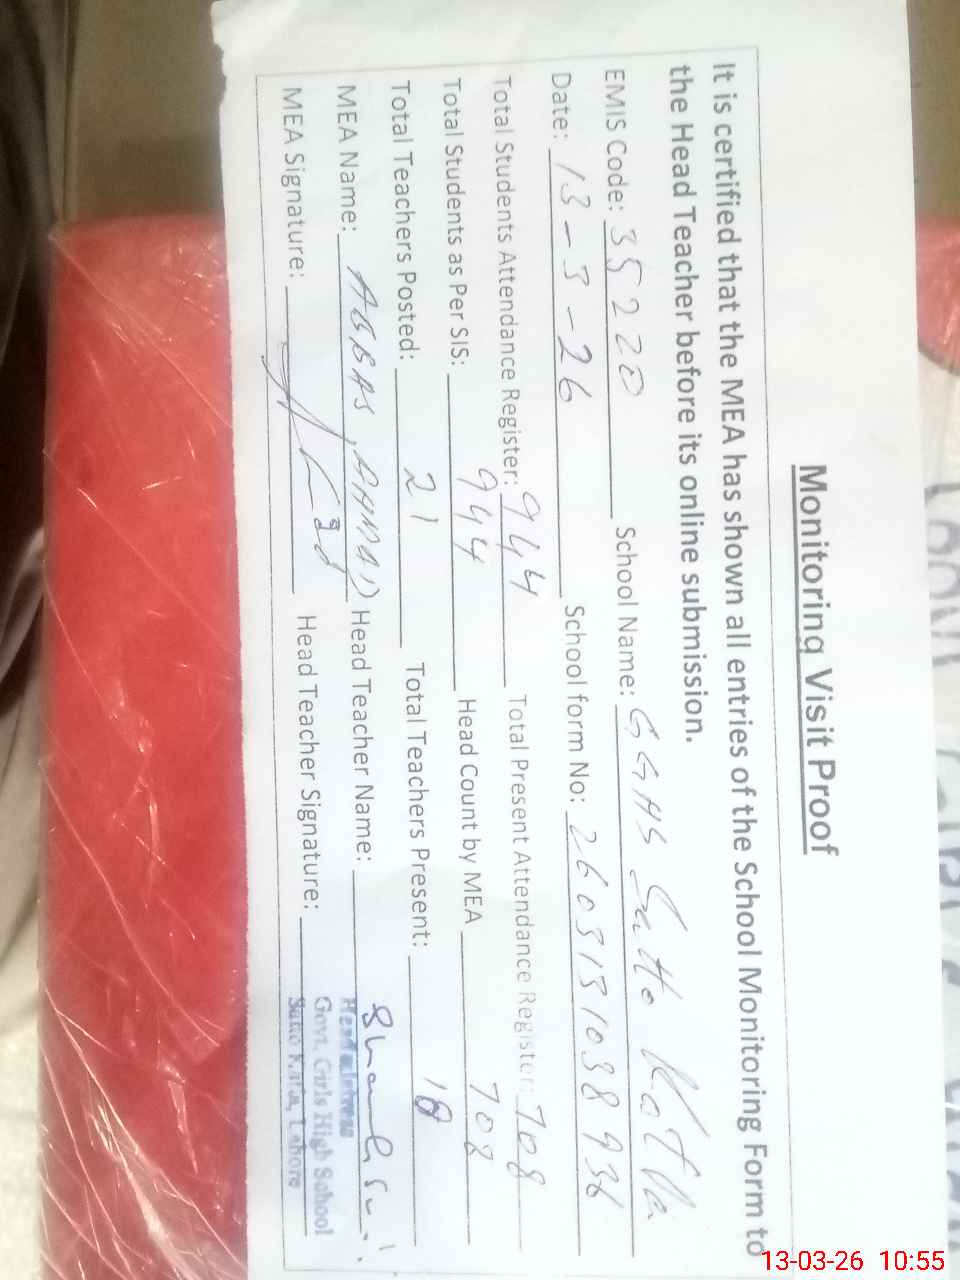 Monitoring Visit Proof
It is certified that the MEA has shown all entries of the School Monitoring Form to
the Head Teacher before its online submission.
EMIS Code: 35220 School Name: GGHS Satto Katla
Date: 13-3-26 School form No: 2603131038936
Total Students Attendance Register: 944 Total Present Attendance Register: 708
Total Students as Per SIS: 944 Head Count by MEA 708
Total Teachers Posted: 21 Total Teachers Present: 18
MEA Name: ABBAS AHMAD Head Teacher Name:
MEA Signature: Head Teacher Signature:
Headmistress
Govt. Girls High School
Lahore
13-03-26 10:55